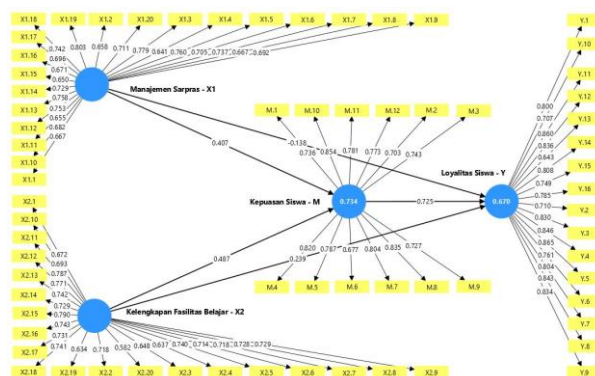 X1.18 X1.19 X1.2 X1.20 X1.3 X1.4 X1.5 X1.6 X1.7 X1.8 X1.9
X1.17
X1.16
X1.15
X1.14
X1.13
X1.12
X1.11
X1.10
X1.1
0.742 0.803 0.658 0.711 0.779 0.641 0.760 0.705 0.737 0.667 0.692
0.696
0.671
0.650
0.729
0.758
0.753
0.655
0.682
0.667
Manajemen Sarpras - X1
0.407
-0.138
M.1 M.10 M.11 M.12 M.2 M.3
0.736 0.854 0.781 0.773 0.703 0.743
Kepuasan Siswa - M
0.734
0.725
0.820 0.787 0.677 0.804 0.835 0.727
0.239
M.4 M.5 M.6 M.7 M.8 M.9
Loyalitas Siswa - Y
0.670
Y.1
Y.10
Y.11
Y.12
Y.13
Y.14
Y.15
Y.16
Y.2
Y.3
Y.4
Y.5
Y.6
Y.7
Y.8
Y.9
0.800
0.707
0.860
0.836
0.643
0.808
0.749
0.785
0.710
0.830
0.846
0.865
0.761
0.804
0.843
0.834
0.487
X2.1
X2.10
X2.11
X2.12
X2.13
X2.14
X2.15
X2.16
X2.17
X2.18 X2.19 X2.2 X2.20 X2.3 X2.4 X2.5 X2.6 X2.7 X2.8 X2.9
0.672
0.693
0.787
0.771
0.742
0.729
0.790
0.743
0.731
0.741 0.634 0.718 0.582 0.648 0.637 0.740 0.714 0.718 0.728 0.729
Kelengkapan Fasilitas Belajar - X2